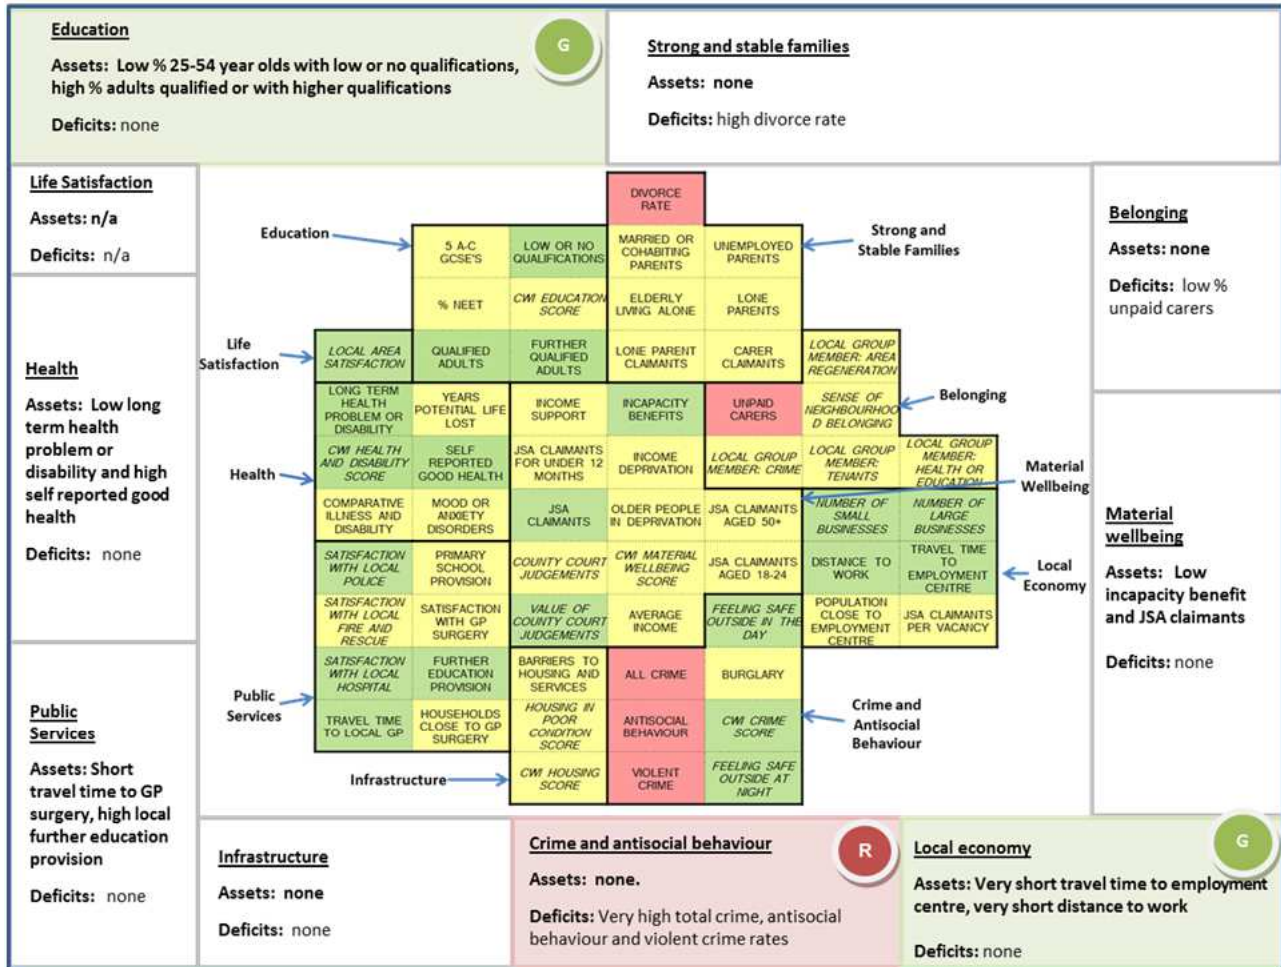 Education
Assets: Low % 25-54 year olds with low or no qualifications,
high % adults qualified or with higher qualifications
Deficits: none
G
Strong and stable families
Assets: none
Deficits: high divorce rate
Life Satisfaction
Assets: n/a
Deficits: n/a
Health
Assets: Low long
term health
problem or
disability and high
self reported good
health
Deficits: none
Public
Services
Assets: Short
travel time to GP
surgery, high local
further education
provision
Deficits: none
Education
Life
Satisfaction
Health
Public
Services
Infrastructure
DIVORCE
RATE
5 A-C
GCSE'S
LOW OR NO
QUALIFICATIONS
MARRIED OR
COHABITING
PARENTS
UNEMPLOYED
PARENTS
% NEET
CWI EDUCATION
SCORE
ELDERLY
LIVING ALONE
LONE
PARENTS
LOCAL AREA
SATISFACTION
QUALIFIED
ADULTS
FURTHER
QUALIFIED
ADULTS
LONE PARENT
CLAIMANTS
CARER
CLAIMANTS
LOCAL GROUP
MEMBER: AREA
REGENERATION
LONG TERM
HEALTH
PROBLEM OR
DISABILITY
YEARS
POTENTIAL LIFE
LOST
INCOME
SUPPORT
INCAPACITY
BENEFITS
UNPAID
CARERS
SENSE OF
NEIGHBOURHOO
D BELONGING
CWI HEALTH
AND DISABILITY
SCORE
SELF
REPORTED
GOOD HEALTH
JSA CLAIMANTS
FOR UNDER 12
MONTHS
INCOME
DEPRIVATION
LOCAL GROUP
MEMBER: CRIME
LOCAL GROUP
MEMBER:
TENANTS
LOCAL GROUP
MEMBER:
HEALTH OR
EDUCATION
COMPARATIVE
ILLNESS AND
DISABILITY
MOOD OR
ANXIETY
DISORDERS
JSA
CLAIMANTS
OLDER PEOPLE
IN DEPRIVATION
JSA CLAIMANTS
AGED 50+
NUMBER OF
SMALL
BUSINESSES
NUMBER OF
LARGE
BUSINESSES
SATISFACTION
WITH LOCAL
POLICE
PRIMARY
SCHOOL
PROVISION
COUNTY COURT
JUDGEMENTS
CWI MATERIAL
WELLBEING
SCORE
JSA CLAIMANTS
AGED 18-24
DISTANCE TO
WORK
TRAVEL TIME
TO
EMPLOYMENT
CENTRE
SATISFACTION
WITH LOCAL
FIRE AND
RESCUE
SATISFACTION
WITH GP
SURGERY
VALUE OF
COUNTY COURT
JUDGEMENTS
AVERAGE
INCOME
FEELING SAFE
OUTSIDE IN THE
DAY
POPULATION
CLOSE TO
EMPLOYMENT
CENTRE
JSA CLAIMANTS
PER VACANCY
SATISFACTION
WITH LOCAL
HOSPITAL
FURTHER
EDUCATION
PROVISION
BARRIERS TO
HOUSING AND
SERVICES
ALL CRIME
BURGLARY
TRAVEL TIME
TO LOCAL GP
HOUSEHOLDS
CLOSE TO GP
SURGERY
HOUSING IN
POOR
CONDITION
SCORE
ANTISOCIAL
BEHAVIOUR
CWI CRIME
SCORE
CWI HOUSING
SCORE
VIOLENT
CRIME
FEELING SAFE
OUTSIDE AT
NIGHT
Strong and
Stable Families
Belonging
Material
Wellbeing
Local
Economy
Crime and
Antisocial
Behaviour
Belonging
Assets: none
Deficits: low %
unpaid carers
Material
wellbeing
Assets: Low
incapacity benefit
and JSA claimants
Deficits: none
Infrastructure
Assets: none
Deficits: none
Crime and antisocial behaviour
Assets: none.
Deficits: Very high total crime, antisocial
behaviour and violent crime rates
R
Local economy
Assets: Very short travel time to employment
centre, very short distance to work
Deficits: none
G